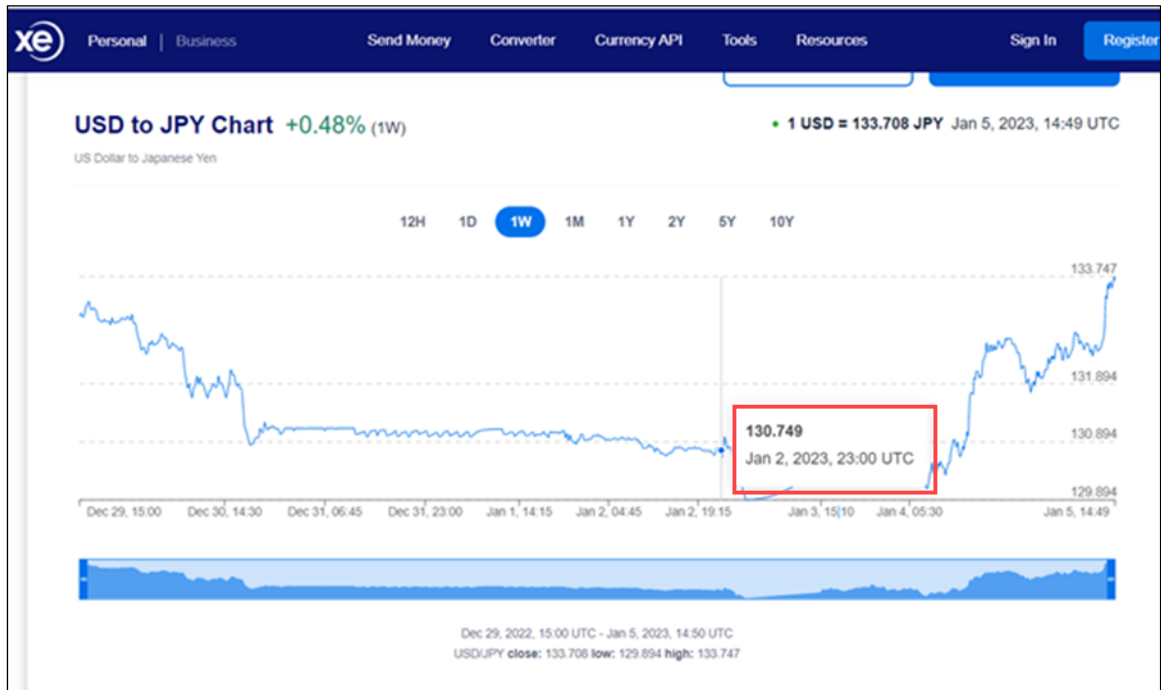 xe Personal | Business Send Money Converter Currency API Tools Resources Sign In Register
USD to JPY Chart +0.48% (1W)
1 USD = 133.708 JPY Jan 5, 2023, 14:49 UTC
US Dollar to Japanese Yen
12H 1D 1W 1M 1Y 2Y 5Y 10Y
133.747
131.894
130.894
130.749
Jan 2, 2023, 23:00 UTC
129.894
Dec 29, 15:00 Dec 30, 14:30 Dec 31, 06:45 Dec 31, 23:00 Jan 1, 14:15 Jan 2, 04:45 Jan 2, 19:15 Jan 3, 15:10 Jan 4, 05:30 Jan 5, 14:49
Dec 29, 2022, 15:00 UTC - Jan 5, 2023, 14:50 UTC
USD/JPY close: 133.708 low: 129.894 high: 133.747